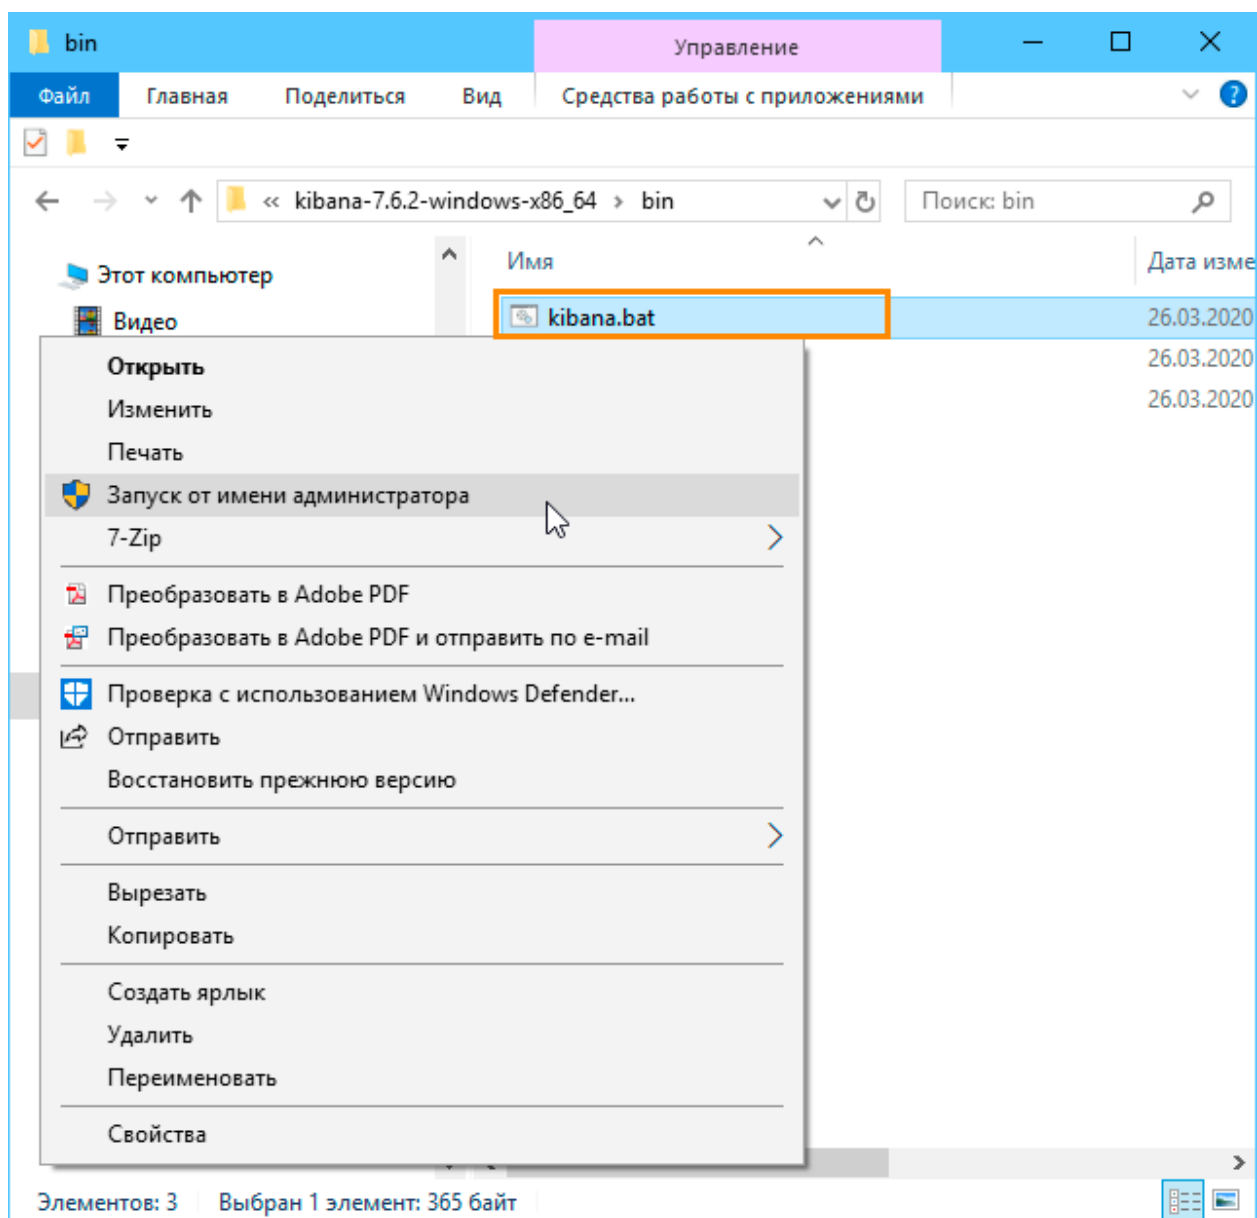 bin
Управление
Файл Главная Поделиться Вид Средства работы с приложениями
« kibana-7.6.2-windows-x86_64 › bin
Поиск: bin
Этот компьютер
Видео
Имя
Дата изме
kibana.bat
26.03.2020
26.03.2020
26.03.2020
Открыть
Изменить
Печать
Запуск от имени администратора
7-Zip
Преобразовать в Adobe PDF
Преобразовать в Adobe PDF и отправить по e-mail
Проверка с использованием Windows Defender...
Отправить
Восстановить прежнюю версию
Отправить
Вырезать
Копировать
Создать ярлык
Удалить
Переименовать
Свойства
Элементов: 3 Выбран 1 элемент: 365 байт